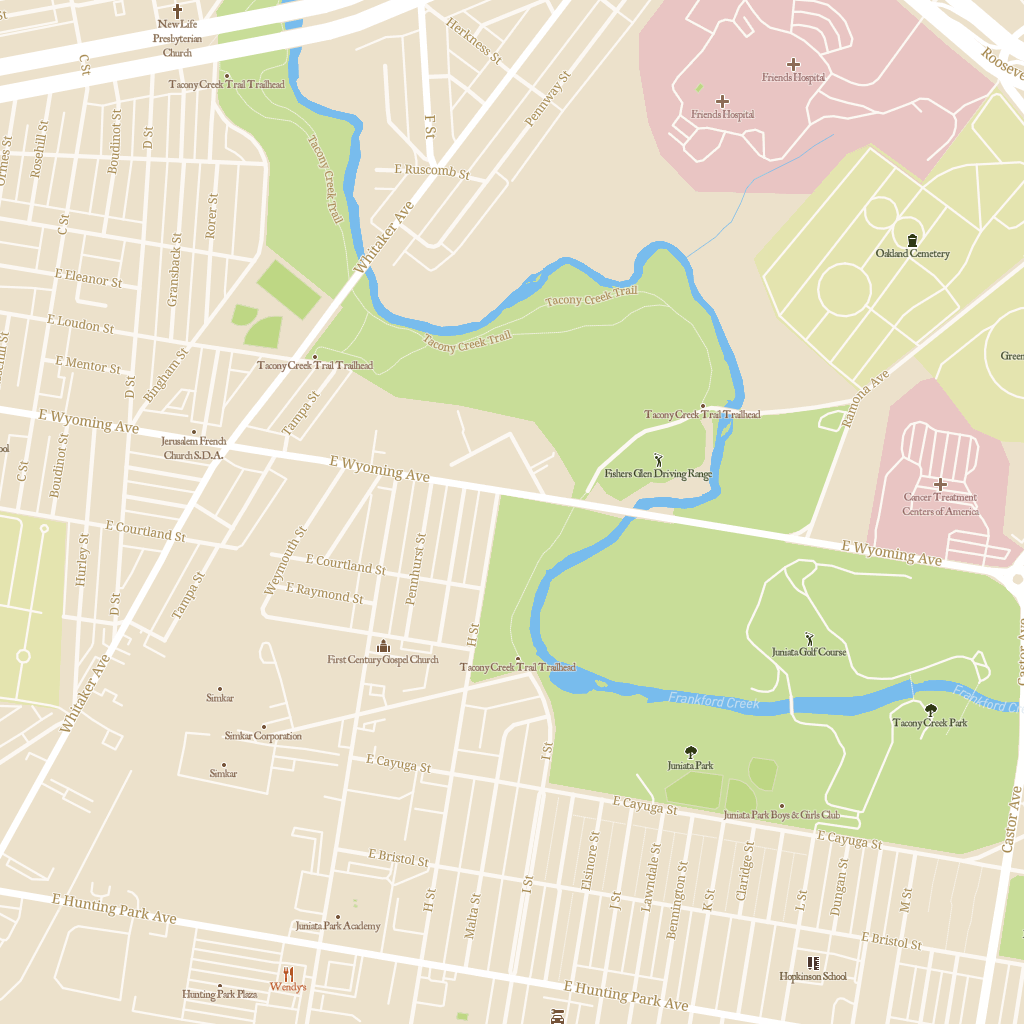 New Life
Presbyterian
Church
Herkness St
Rooseve
C St
Tacony Creek Trail Trailhead
Friends Hospital
Friends Hospital
Pennway St
F St
Boudinot St
D St
Rosehill St
Ormes St
Tacony Creek Trail
E Ruscomb St
Rorer St
C St
Whitaker Ave
Oakland Cemetery
Gransback St
E Eleanor St
Tacony Creek Trail
E Loudon St
Tacony Creek Trail
Green
E Mentor St
Tacony Creek Trail Trailhead
Bingham St
D St
Ramona Ave
Tampa St
Tacony Creek Trail Trailhead
E Wyoming Ave
Jerusalem French
Church S.D.A.
ool
C St
Boudinot St
E Wyoming Ave
Fishers Glen Driving Range
Cancer Treatment
Centers of America
E Courtland St
E Wyoming Ave
Hurley St
Weymouth St
E Courtland St
Pennhurst St
Tampa St
E Raymond St
D St
H St
First Century Gospel Church
Juniata Golf Course
Castor Ave
Tacony Creek Trail Trailhead
Whitaker Ave
Simkar
Frankford Creek
Frankford C
Simkar Corporation
Tacony Creek Park
Simkar
E Cayuga St
I St
Juniata Park
Juniata Park Boys & Girls Club
E Cayuga St
E Cayuga St
Castor Ave
E Bristol St
Elsinore St
Lawndale St
Claridge St
Dungan St
Bennington St
H St
I St
J St
K St
L St
M St
Malta St
E Hunting Park Ave
Juniata Park Academy
E Bristol St
Hopkinson School
Wendy's
Hunting Park Plaza
E Hunting Park Ave